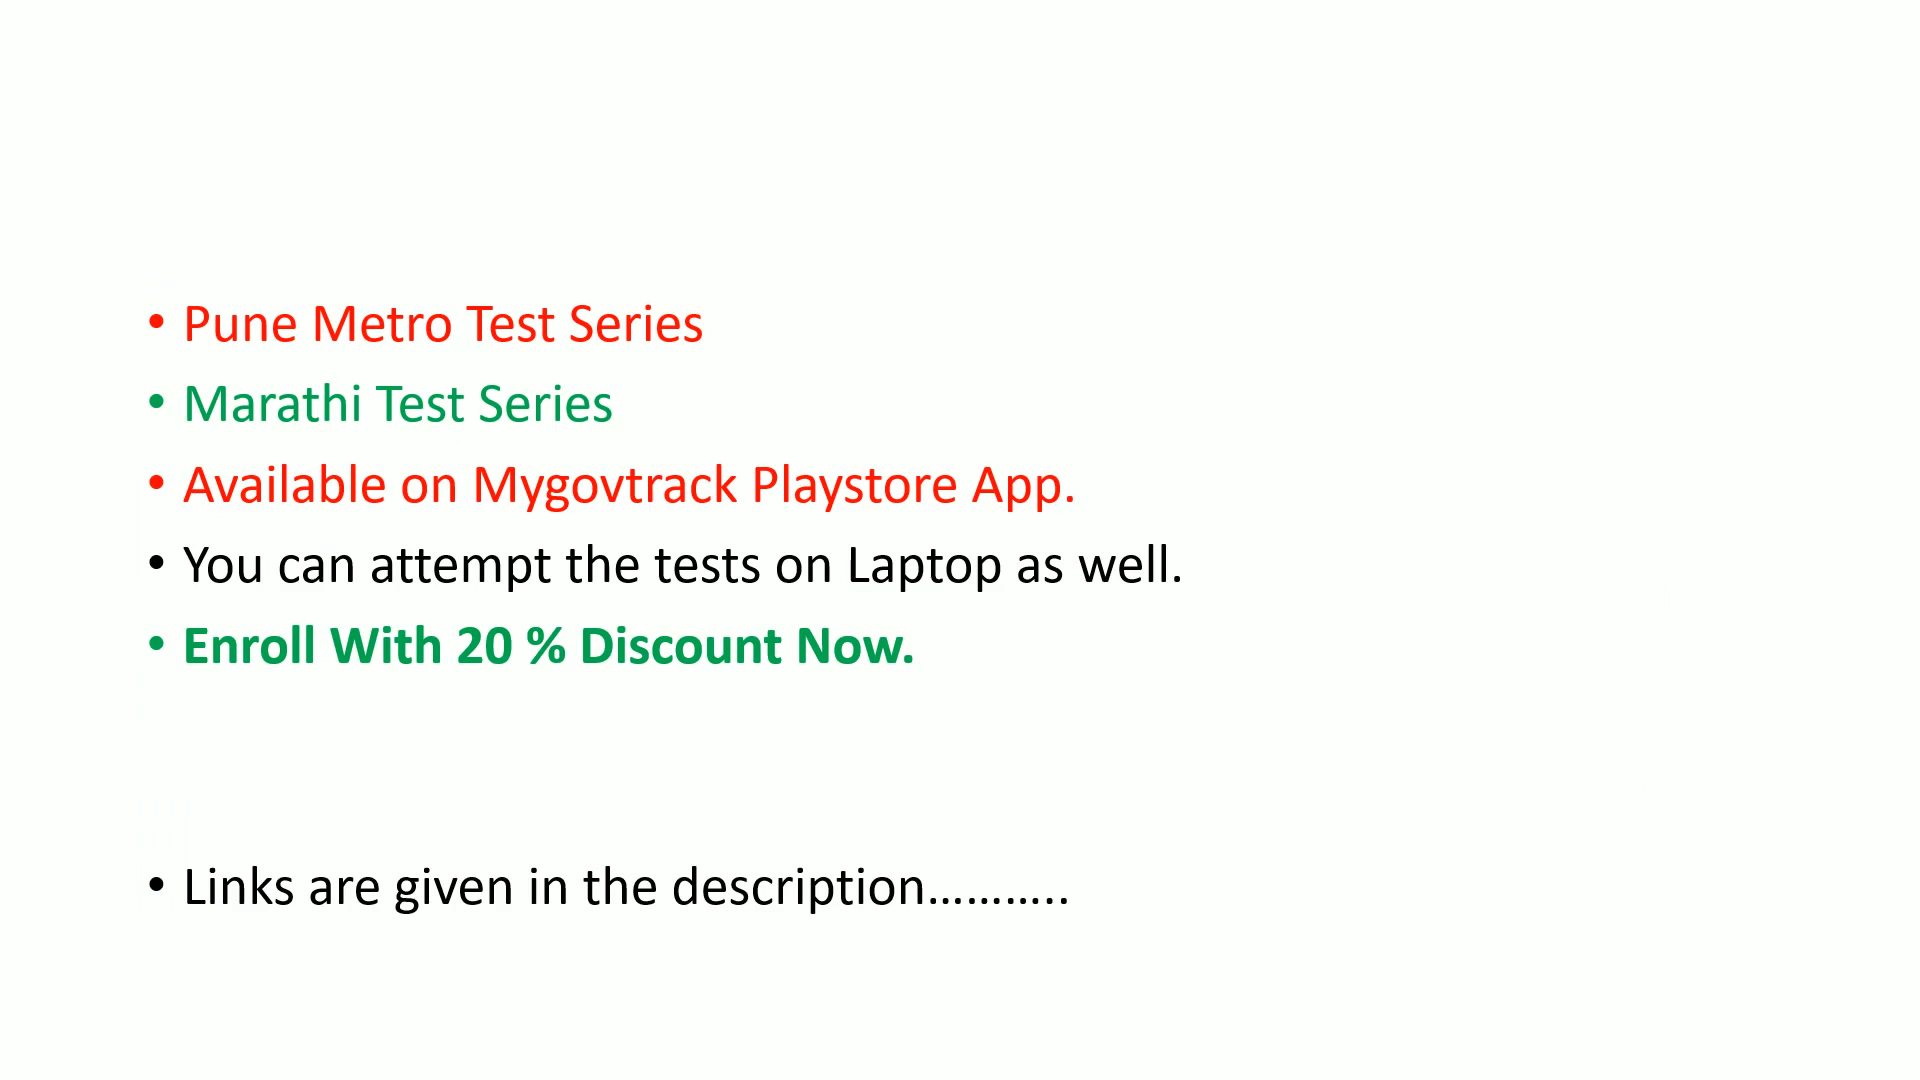 • Pune Metro Test Series
• Marathi Test Series
• Available on Mygovtrack Playstore App.
• You can attempt the tests on Laptop as well.
• Enroll With 20 % Discount Now.
• Links are given in the description………..